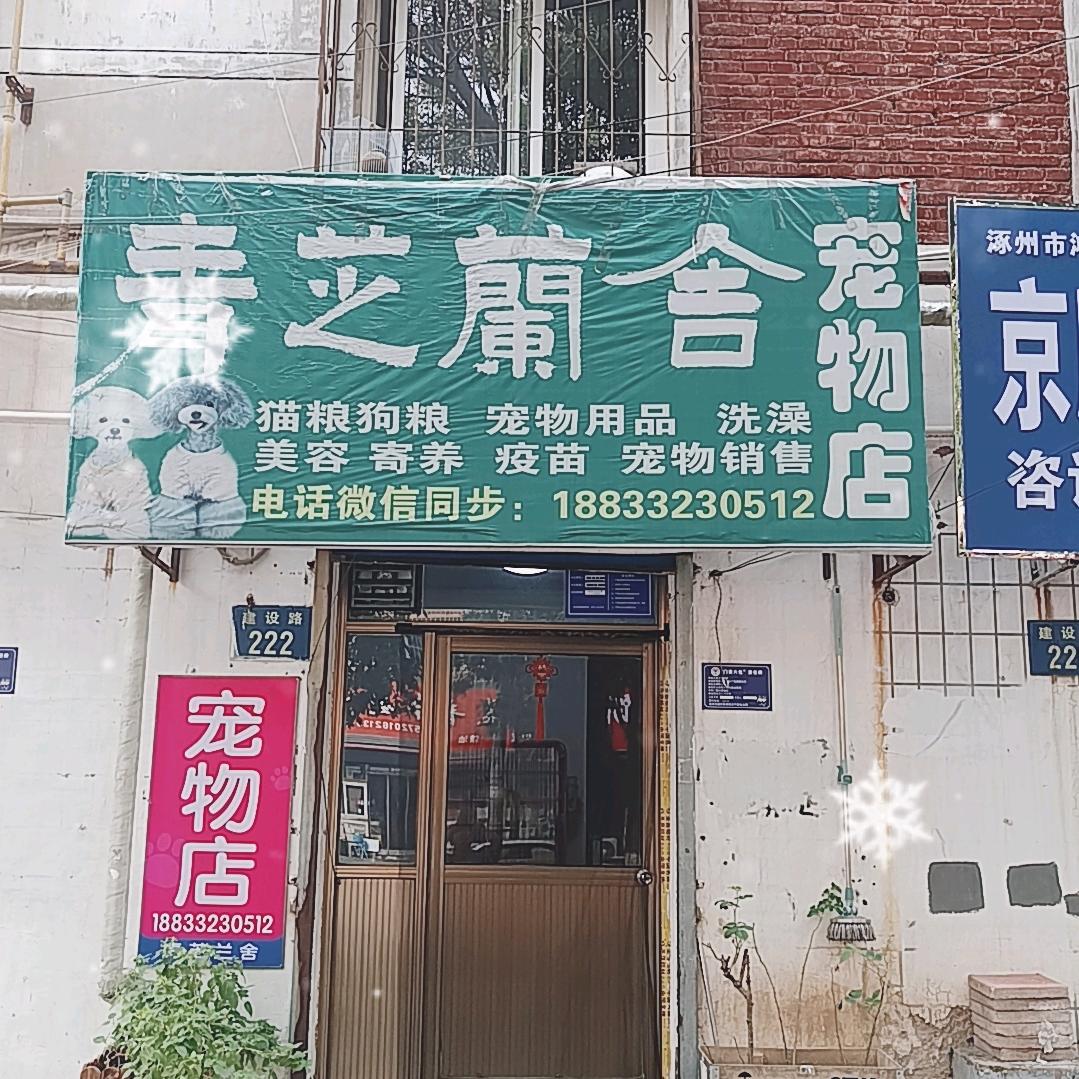 青芝蘭舍
宠物店
猫粮狗粮 宠物用品 洗澡
美容 寄养 疫苗 宠物销售
电话微信同步：18833230512
涿州市
京
咨
建设路
222
宠物店
18833230512
兰舍
建设
22